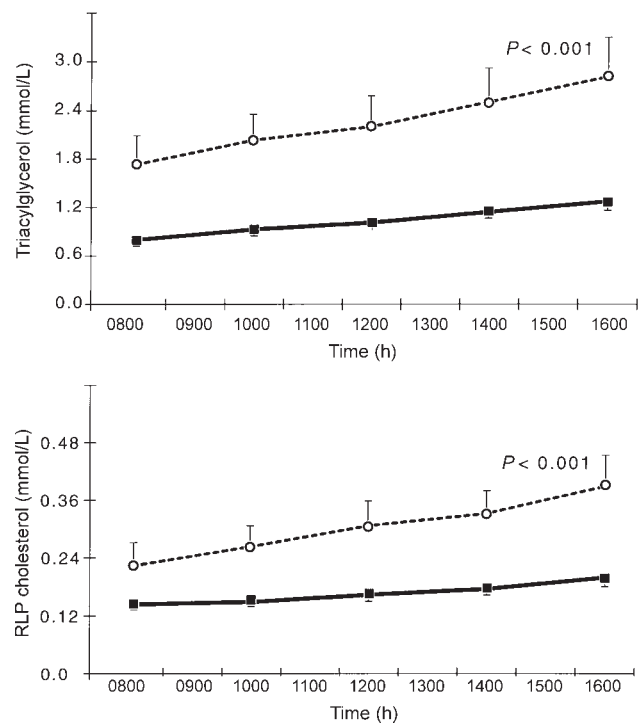 Triacylglycerol (mmol/L)
3.0
2.4
1.8
1.2
0.6
0.0
P< 0.001
0800 0900 1000 1100 1200 1300 1400 1500 1600
Time (h)
RLP cholesterol (mmol/L)
0.48
0.36
0.24
0.12
0.0
P< 0.001
0800 0900 1000 1100 1200 1300 1400 1500 1600
Time (h)